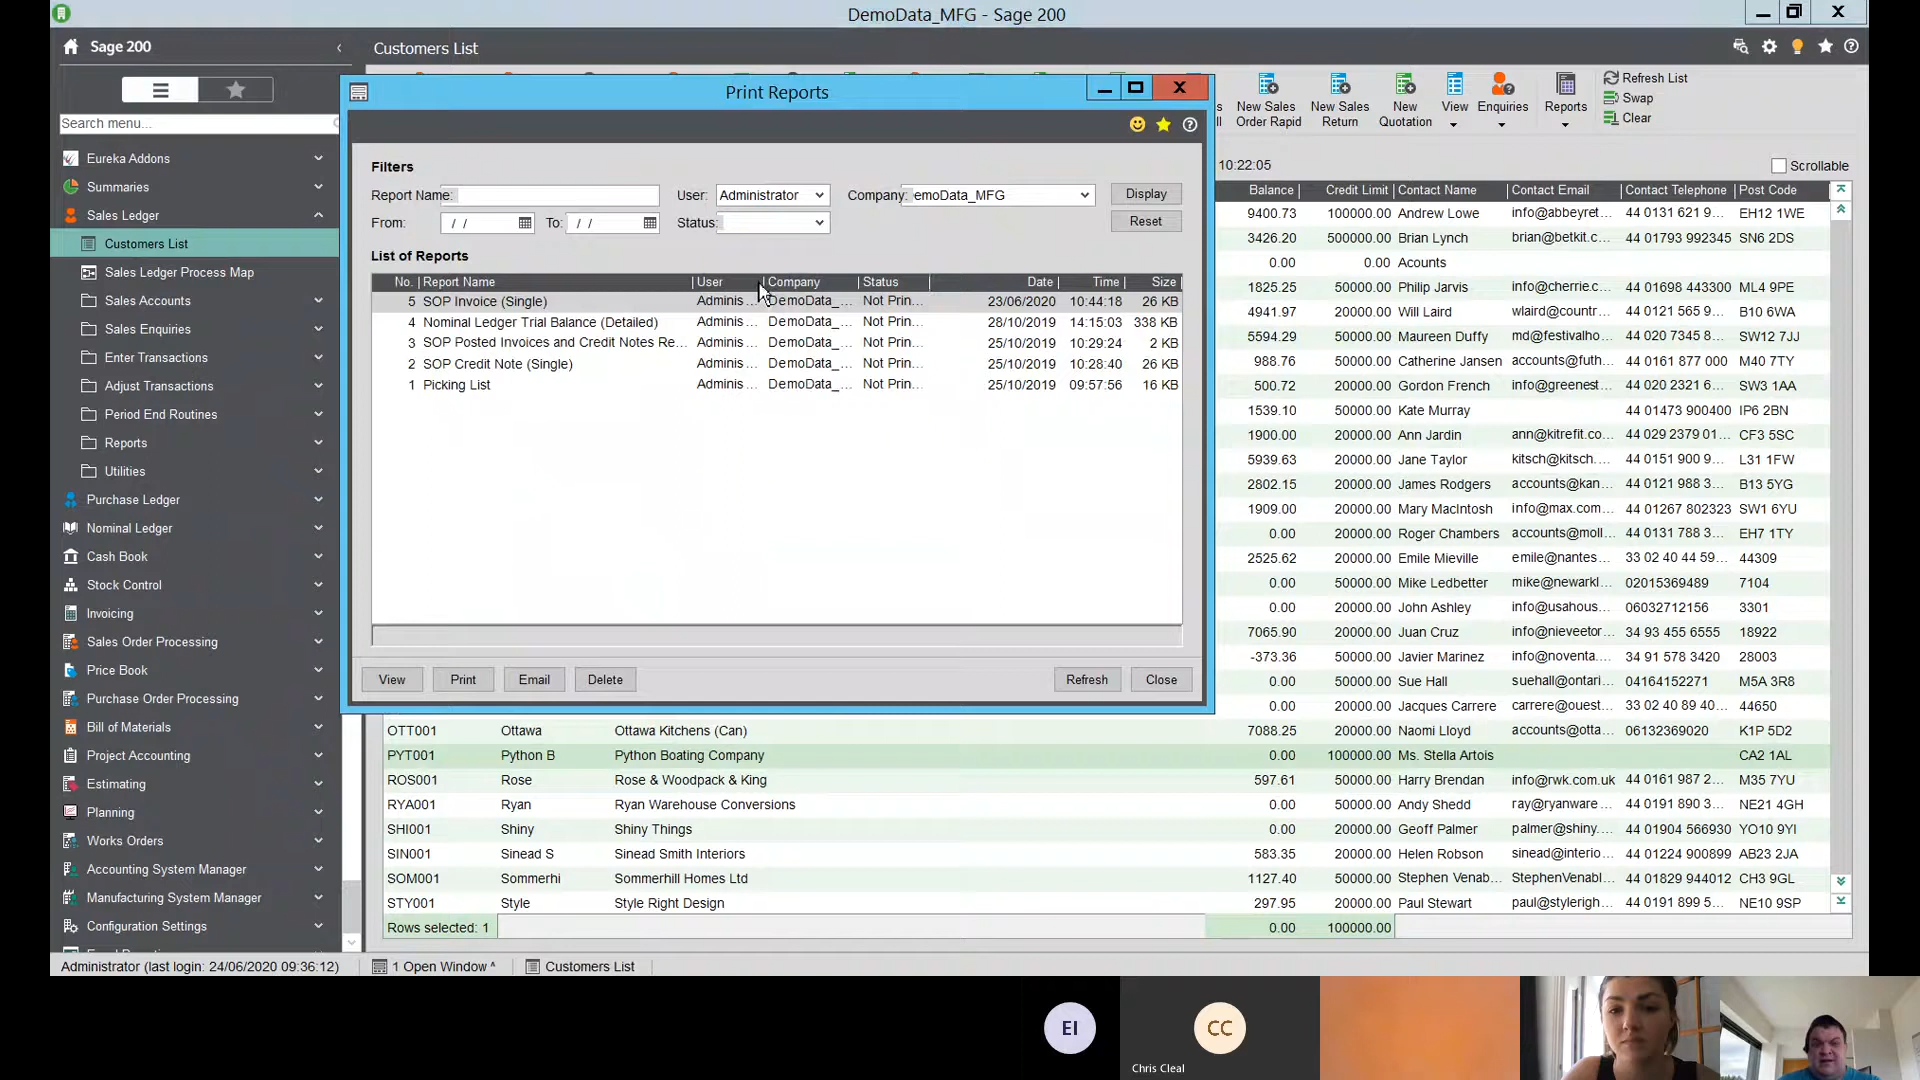 DemoData_MFG - Sage 200
Sage 200
Customers List
Search menu...
Eureka Addons
Summaries
Sales Ledger
Customers List
Sales Ledger Process Map
Sales Accounts
Sales Enquiries
Enter Transactions
Adjust Transactions
Period End Routines
Reports
Utilities
Purchase Ledger
Nominal Ledger
Cash Book
Stock Control
Invoicing
Sales Order Processing
Price Book
Purchase Order Processing
Bill of Materials
Project Accounting
Estimating
Planning
Works Orders
Accounting System Manager
Manufacturing System Manager
Configuration Settings
Print Reports
Filters
Report Name: User: Administrator Company: emoData_MFG Display
From: / / To: / / Status: Reset
List of Reports
No. Report Name User Company Status Date Time Size
5 SOP Invoice (Single) Adminis ... DemoData_... Not Prin... 23/06/2020 10:44:18 26 KB
4 Nominal Ledger Trial Balance (Detailed) Adminis ... DemoData_... Not Prin... 28/10/2019 14:15:03 338 KB
3 SOP Posted Invoices and Credit Notes Re... Adminis ... DemoData_... Not Prin... 25/10/2019 10:29:24 2 KB
2 SOP Credit Note (Single) Adminis ... DemoData_... Not Prin... 25/10/2019 10:28:40 26 KB
1 Picking List Adminis ... DemoData_... Not Prin... 25/10/2019 09:57:56 16 KB
View Print Email Delete Refresh Close
New Sales Order Rapid
New Sales Return
New Quotation
View
Enquiries
Reports
Refresh List
Swap
Clear
10:22:05 Scrollable
Balance Credit Limit Contact Name Contact Email Contact Telephone Post Code
9400.73 100000.00 Andrew Lowe info@abbeyret... 44 0131 621 9... EH12 1WE
3426.20 500000.00 Brian Lynch brian@betkit.c... 44 01793 992345 SN6 2DS
0.00 0.00 Acounts
1825.25 50000.00 Philip Jarvis info@cherrie.c... 44 01698 443300 ML4 9PE
4941.97 20000.00 Will Laird wlaird@countr... 44 0121 565 9... B10 6WA
5594.29 50000.00 Maureen Duffy md@festivalho... 44 020 7345 8... SW12 7JJ
988.76 50000.00 Catherine Jansen accounts@futh... 44 0161 877 000 M40 7TY
500.72 20000.00 Gordon French info@greenest... 44 020 2321 6... SW3 1AA
1539.10 50000.00 Kate Murray 44 01473 900400 IP6 2BN
1900.00 20000.00 Ann Jardin ann@kitrefit.co... 44 029 2379 01... CF3 5SC
5939.63 20000.00 Jane Taylor kitsch@kitsch.... 44 0151 900 9... L31 1FW
2802.15 50000.00 James Rodgers accounts@kan... 44 0121 988 3... B13 5YG
1909.00 20000.00 Mary MacIntosh info@max.com... 44 01267 802323 SW1 6YU
0.00 20000.00 Roger Chambers accounts@moll... 44 0131 788 3... EH7 1TY
2525.62 20000.00 Emile Mieville emile@nantes... 33 02 40 44 59... 44309
0.00 50000.00 Mike Ledbetter mike@newarkl... 02015369489 7104
0.00 20000.00 John Ashley info@usahous... 06032712156 3301
7065.90 20000.00 Juan Cruz info@nieveetor... 34 93 455 6555 18922
-373.36 50000.00 Javier Marinez info@noventa.... 34 91 578 3420 28003
0.00 50000.00 Sue Hall suehall@ontari... 04164152271 M5A 3R8
0.00 20000.00 Jacques Carrere carrere@ouest... 33 02 40 89 40... 44650
OTT001 Ottawa Ottawa Kitchens (Can) 7088.25 20000.00 Naomi Lloyd accounts@otta... 06132369020 K1P 5D2
PYT001 Python B Python Boating Company 0.00 100000.00 Ms. Stella Artois CA2 1AL
ROS001 Rose Rose & Woodpack & King 597.61 50000.00 Harry Brendan info@rwk.com.uk 44 0161 987 2... M35 7YU
RYA001 Ryan Ryan Warehouse Conversions 0.00 50000.00 Andy Shedd ray@ryanware ... 44 0191 890 3... NE21 4GH
SHI001 Shiny Shiny Things 0.00 20000.00 Geoff Palmer palmer@shiny.... 44 01904 566930 YO10 9YI
SIN001 Sinead S Sinead Smith Interiors 583.35 20000.00 Helen Robson sinead@interio... 44 01224 900899 AB23 2JA
SOM001 Sommerhi Sommerhill Homes Ltd 1127.40 50000.00 Stephen Venab... StephenVenabl... 44 01829 944012 CH3 9GL
STY001 Style Style Right Design 297.95 20000.00 Paul Stewart paul@stylerigh... 44 01899 5... NE10 9SP
Rows selected: 1 0.00 100000.00
Administrator (last login: 24/06/2020 09:36:12) 1 Open Window ^ Customers List
EI
CC
Chris Cleal